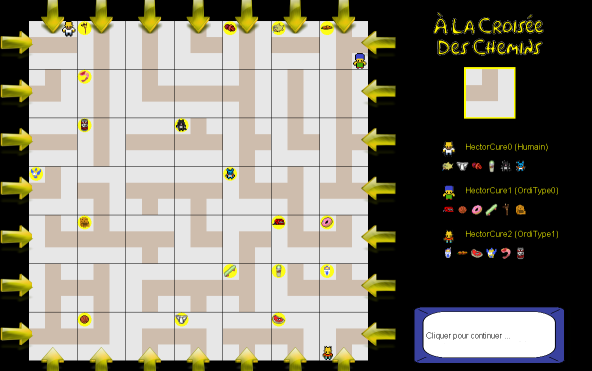 À LA CROISÉE
DES CHEMINS
HectorCure0 (Humain)
HectorCure1 (OrdiType0)
HectorCure2 (OrdiType1)
Cliquer pour continuer ...